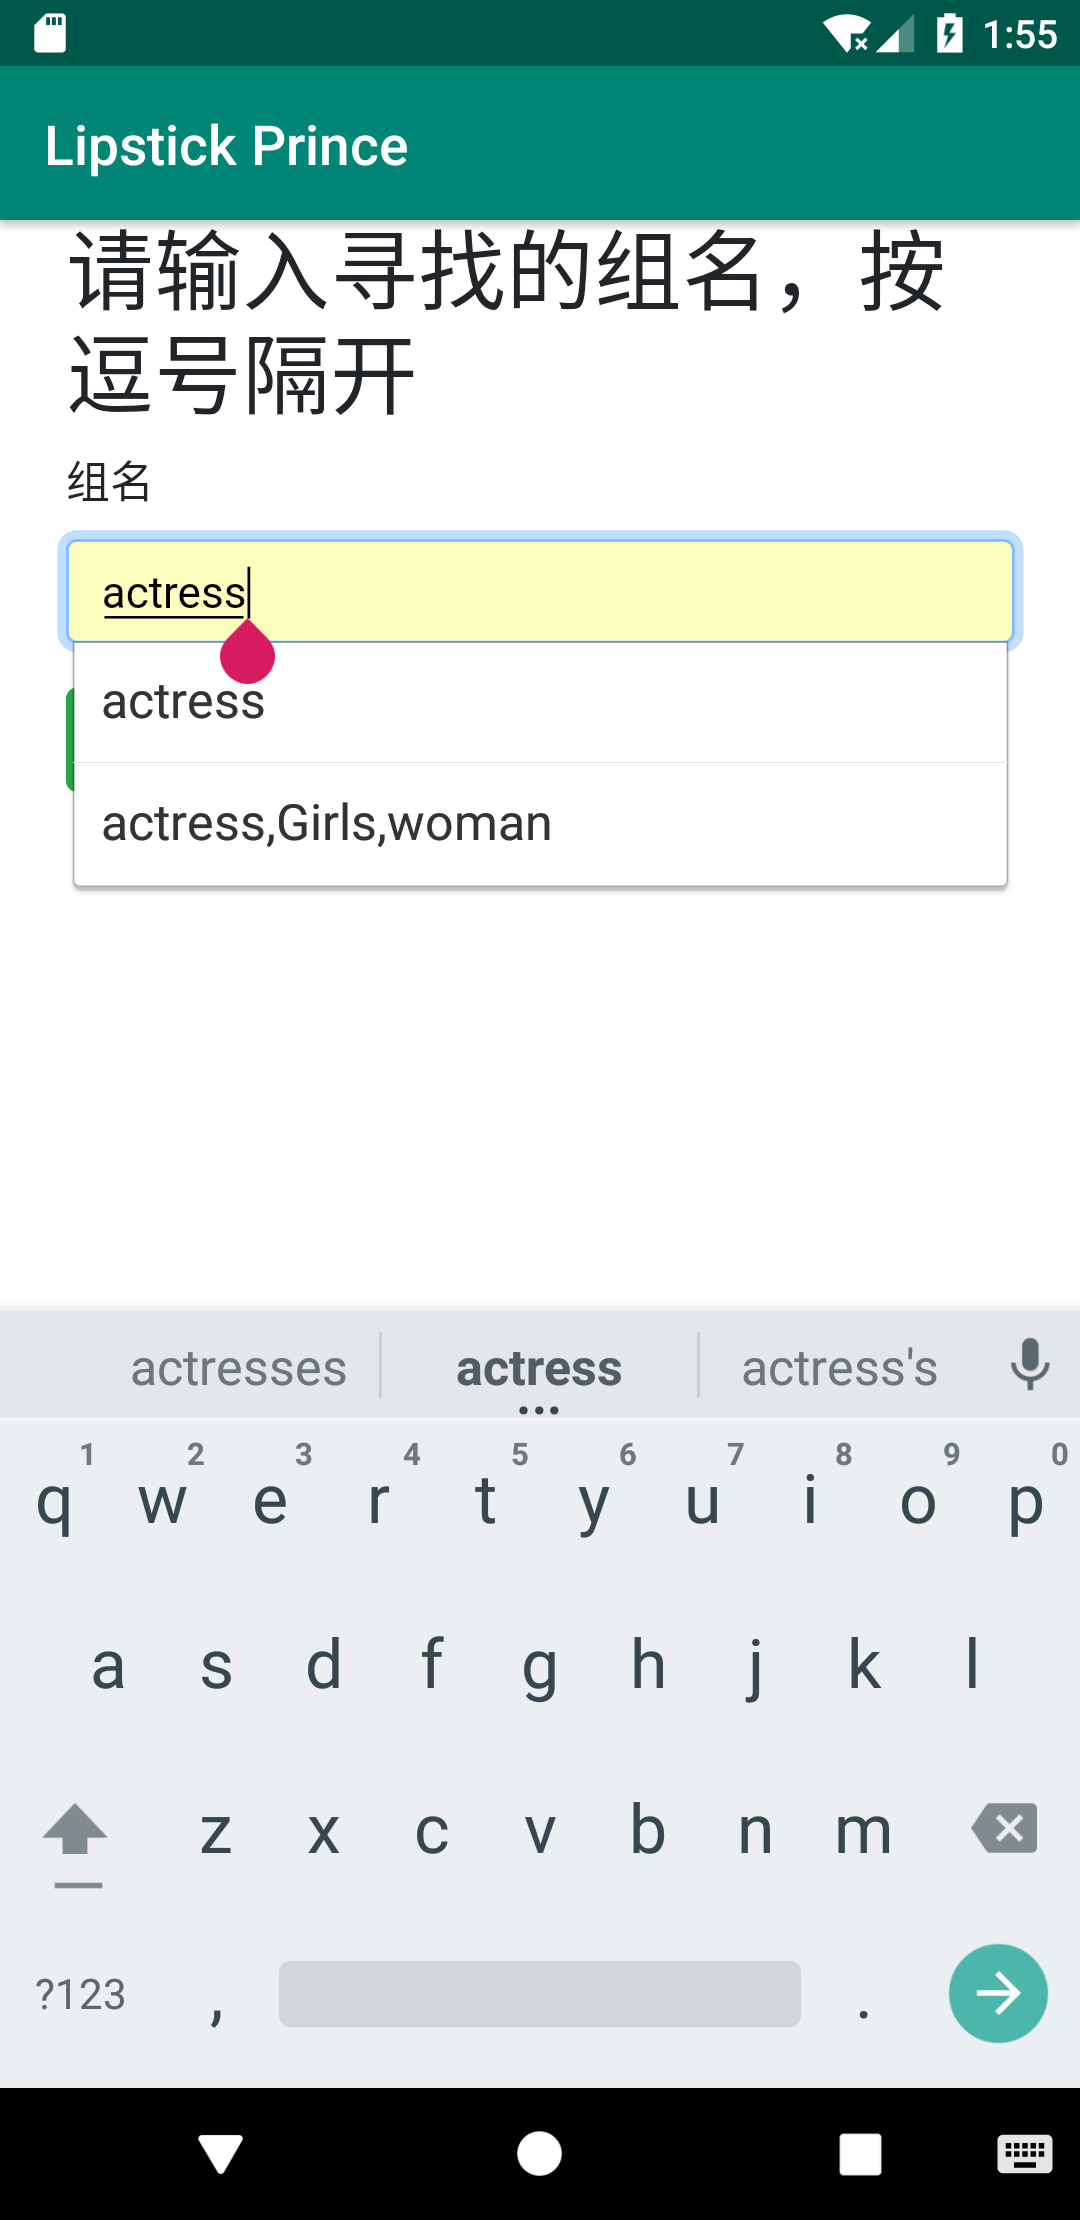 1:55
Lipstick Prince
请输入寻找的组名，按
逗号隔开
组名
actress
actress
actress,Girls,woman
actresses actress actress's
1 2 3 4 5 6 7 8 9 0
q w e r t y u i o p
a s d f g h j k l
z x c v b n m
?123 , .